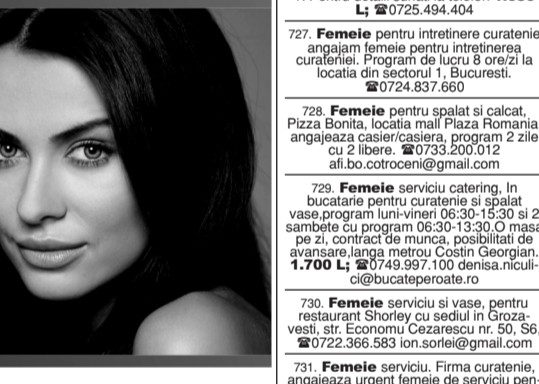 L; ☎0725.494.404
727. Femeie pentru intretinere curatenie
angajam femeie pentru intretinerea
curateniei. Program de lucru 8 ore/zi la
locatia din sectorul 1, Bucuresti.
☎0724.837.660
728. Femeie pentru spalat si calcat,
Pizza Bonita, locatia mall Plaza Romania
angajeaza casier/casiera, program 2 zile
cu 2 libere. ☎0733.200.012
afi.bo.cotroceni@gmail.com
729. Femeie serviciu catering, In
bucatarie pentru curatenie si spalat
vase,program luni-vineri 06:30-15:30 si 2
sambete cu program 06:30-13:30.O masa
pe zi, contract de munca, posibilitati de
avansare,langa metrou Costin Georgian.
1.700 L; ☎0749.997.100 denisa.niculi-
ci@bucateperoate.ro
730. Femeie serviciu si vase, pentru
restaurant Shorley cu sediul in Groza-
vesti, str. Economu Cezarescu nr. 50, S6,
☎0722.366.583 ion.sorlei@gmail.com
731. Femeie serviciu. Firma curatenie,
angajeaza urgent femeie de serviciu pen-